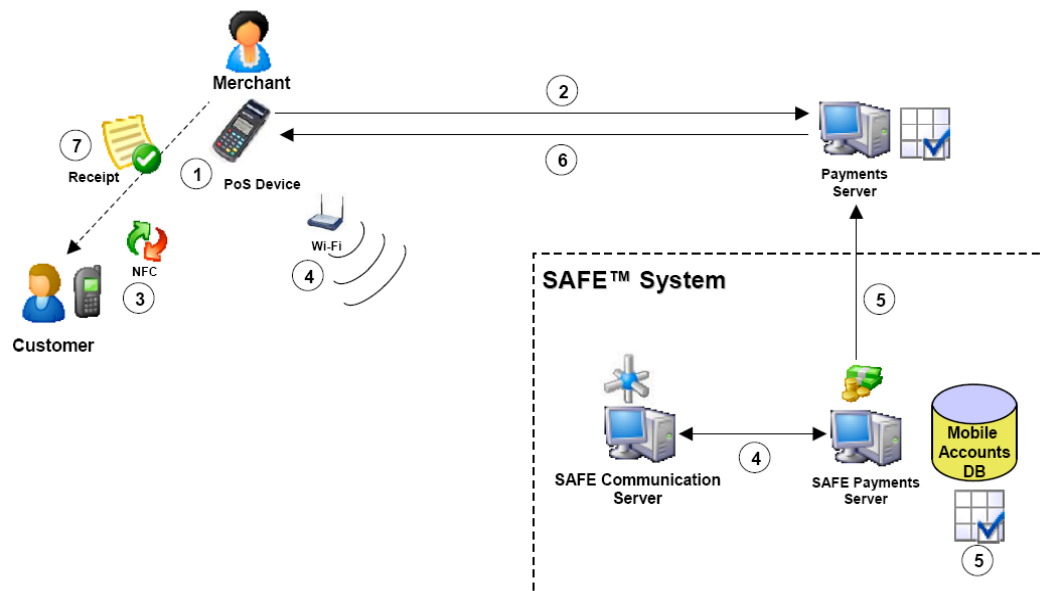 Merchant
2
7
Receipt
1
PoS Device
6
Payments
Server
Wi-Fi
4
NFC
3
Customer
SAFE™ System
5
4
SAFE Communication
Server
SAFE Payments
Server
Mobile
Accounts
DB
5